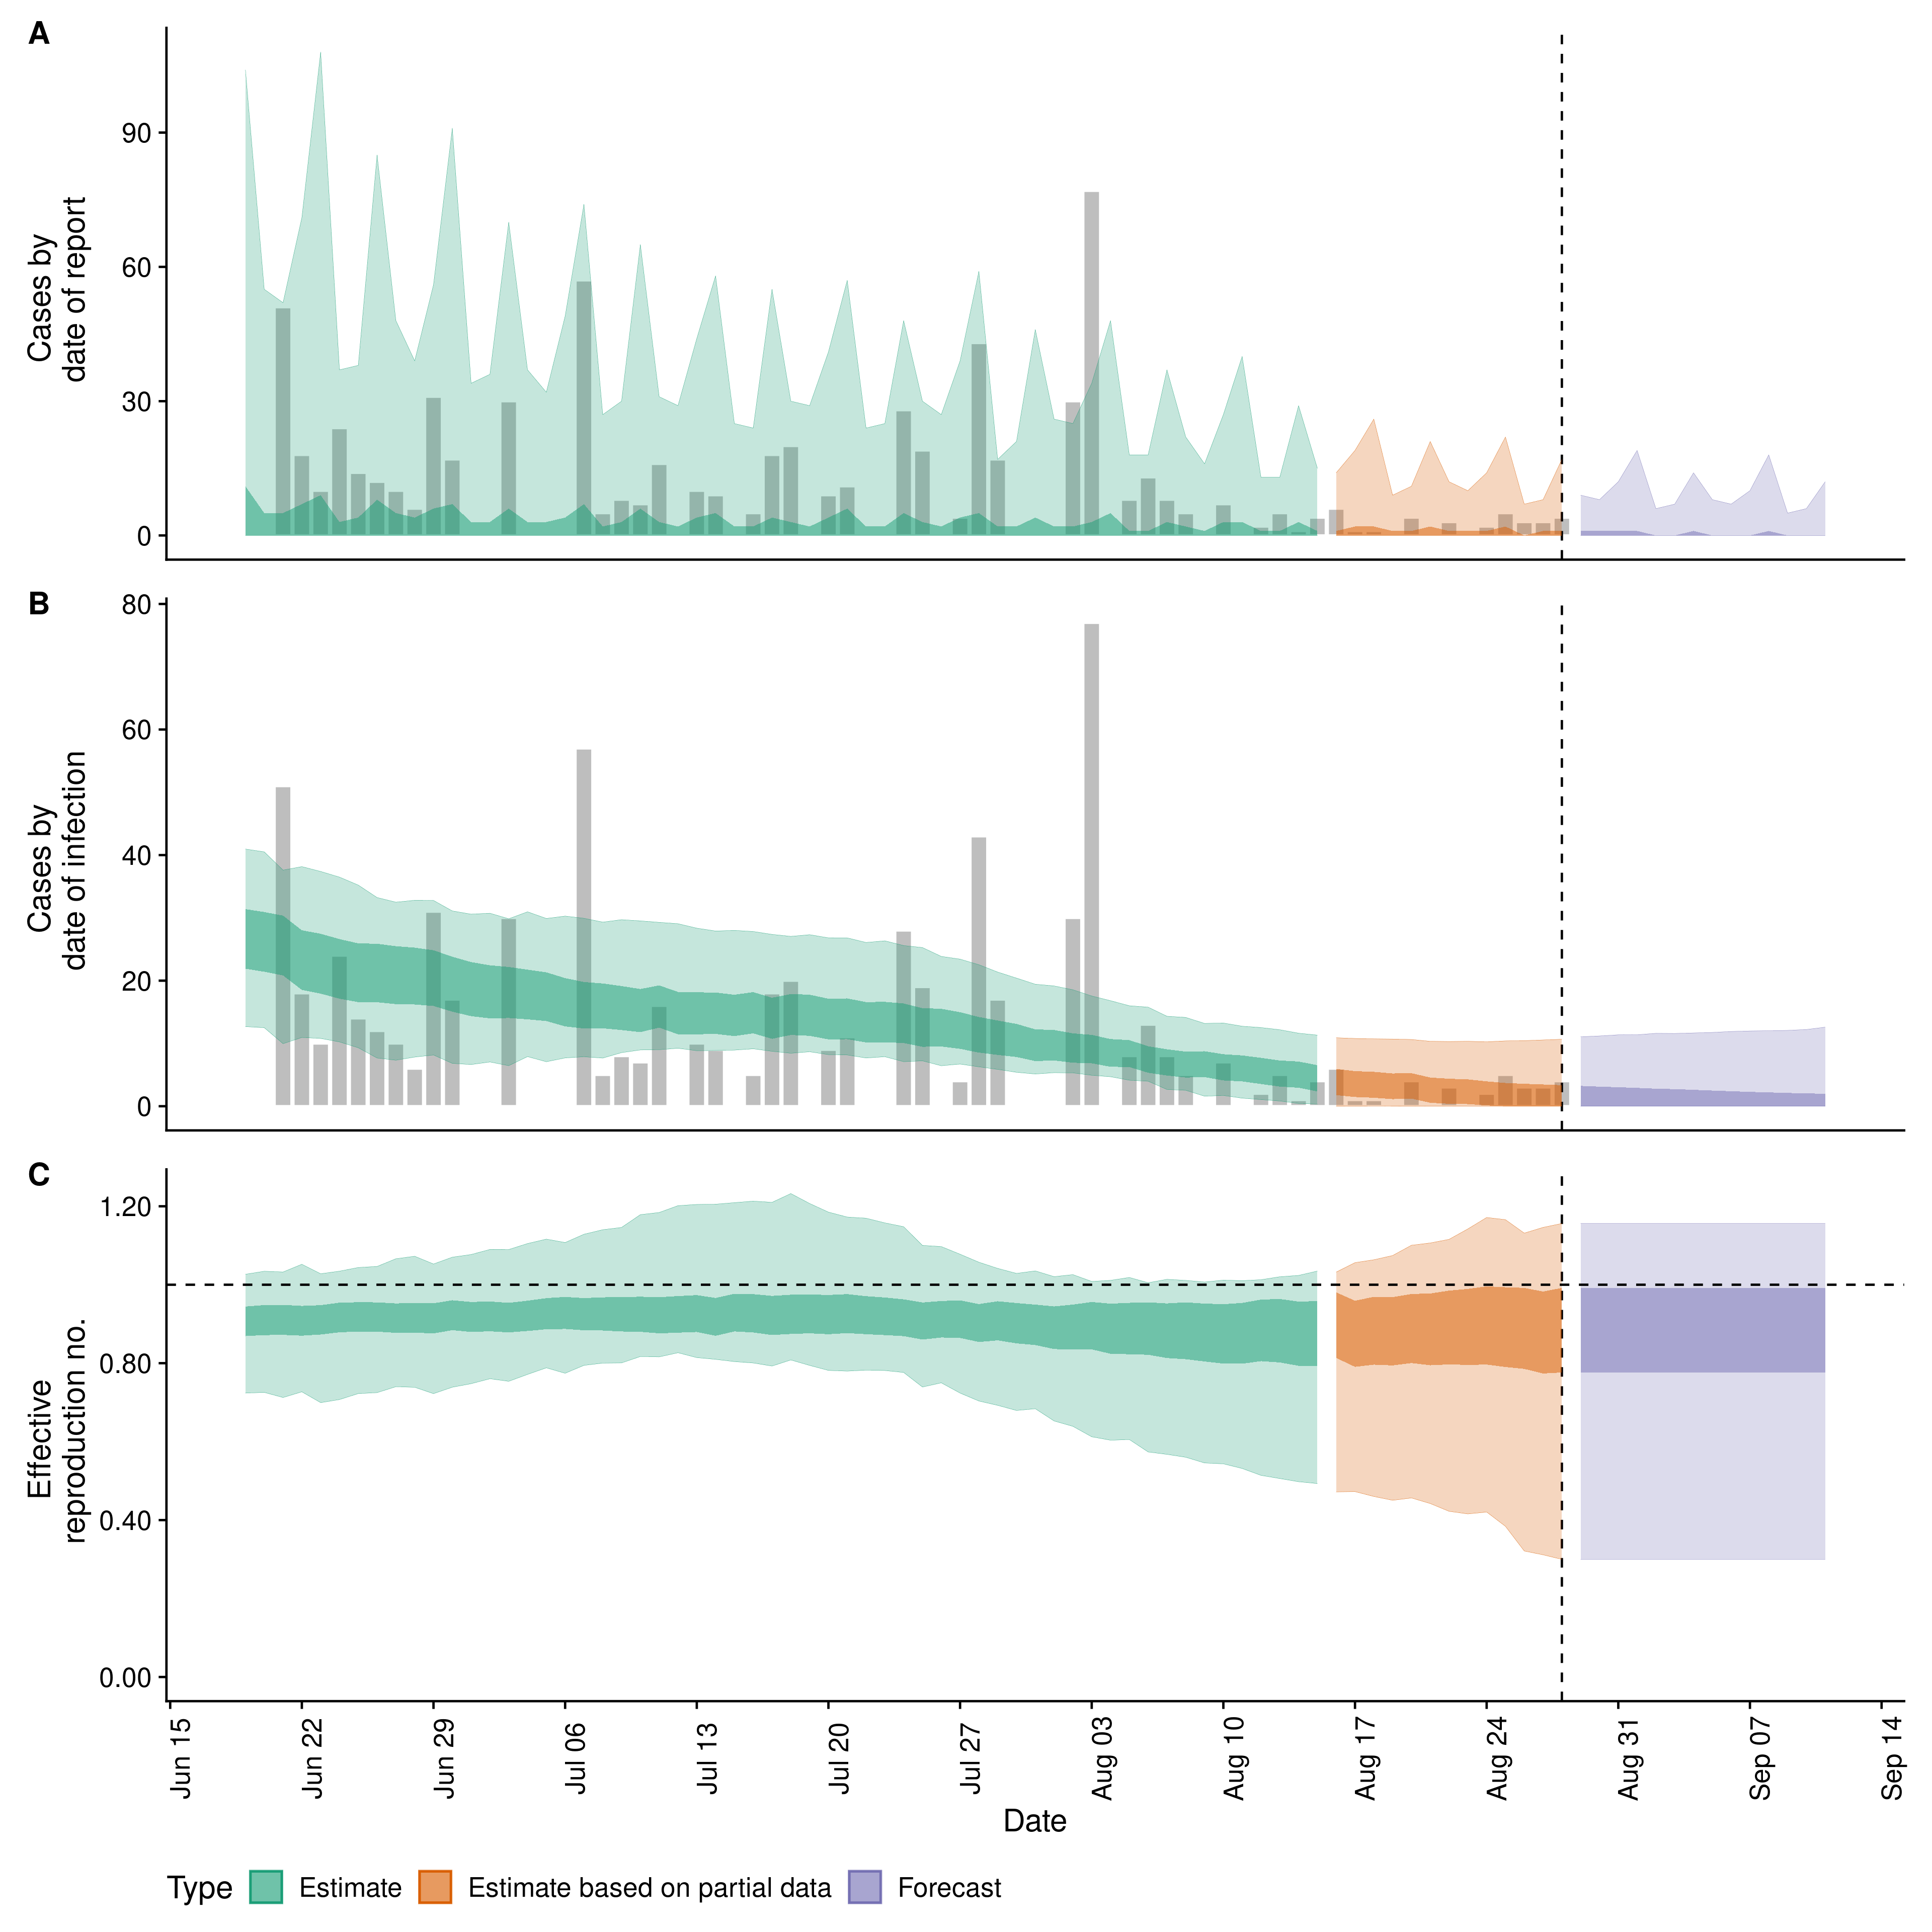 A
Cases by
date of report
90
60
30
0
B
Cases by
date of infection
80
60
40
20
0
C
Effective
reproduction no.
1.20
0.80
0.40
0.00
Jun 15
Jun 22
Jun 29
Jul 06
Jul 13
Jul 20
Jul 27
Aug 03
Aug 10
Aug 17
Aug 24
Aug 31
Sep 07
Sep 14
Date
Type Estimate Estimate based on partial data Forecast